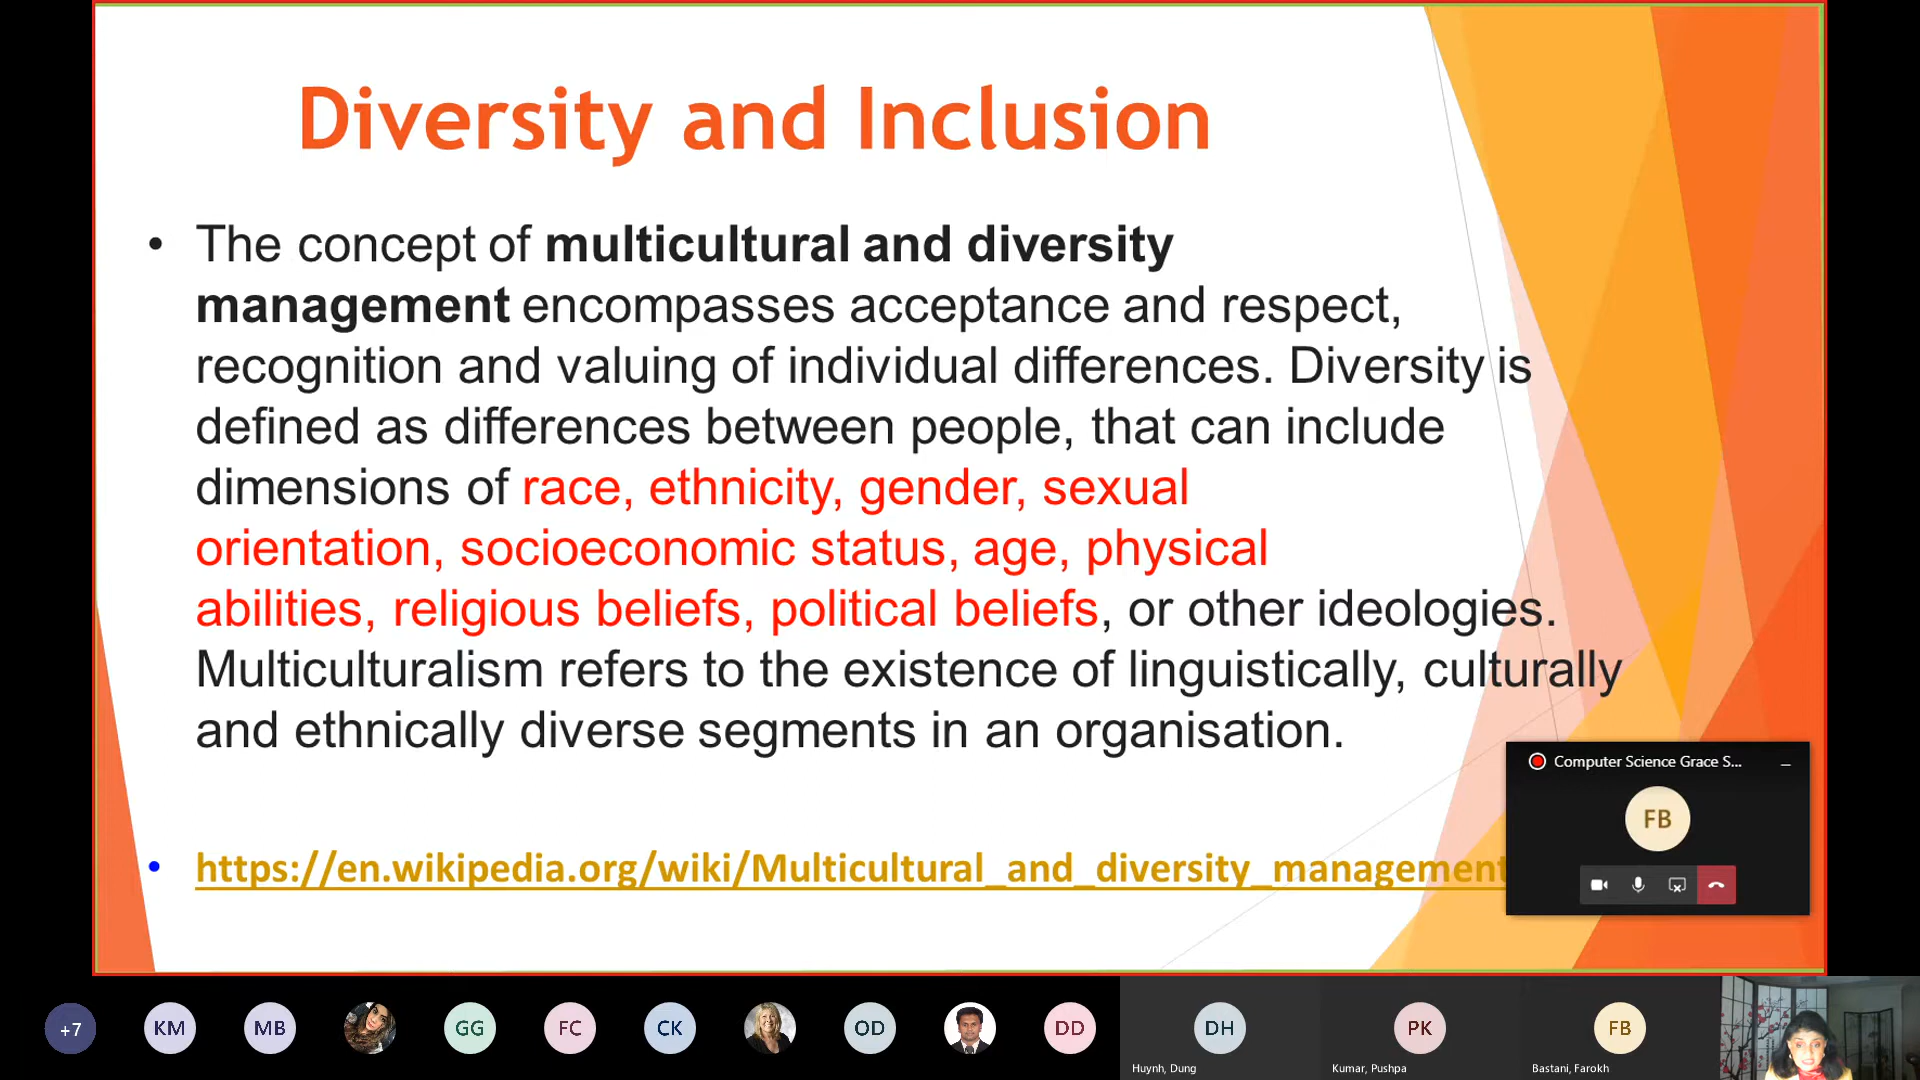 Diversity and Inclusion
• The concept of multicultural and diversity
management encompasses acceptance and respect,
recognition and valuing of individual differences. Diversity is
defined as differences between people, that can include
dimensions of race, ethnicity, gender, sexual
orientation, socioeconomic status, age, physical
abilities, religious beliefs, political beliefs, or other ideologies.
Multiculturalism refers to the existence of linguistically, culturally
and ethnically diverse segments in an organisation.
• https://en.wikipedia.org/wiki/Multicultural_and_diversity_management
Computer Science Grace S...
FB
+7
KM
MB
GG
FC
CK
OD
DD
DH
PK
FB
Huynh, Dung
Kumar, Pushpa
Bastani, Farokh